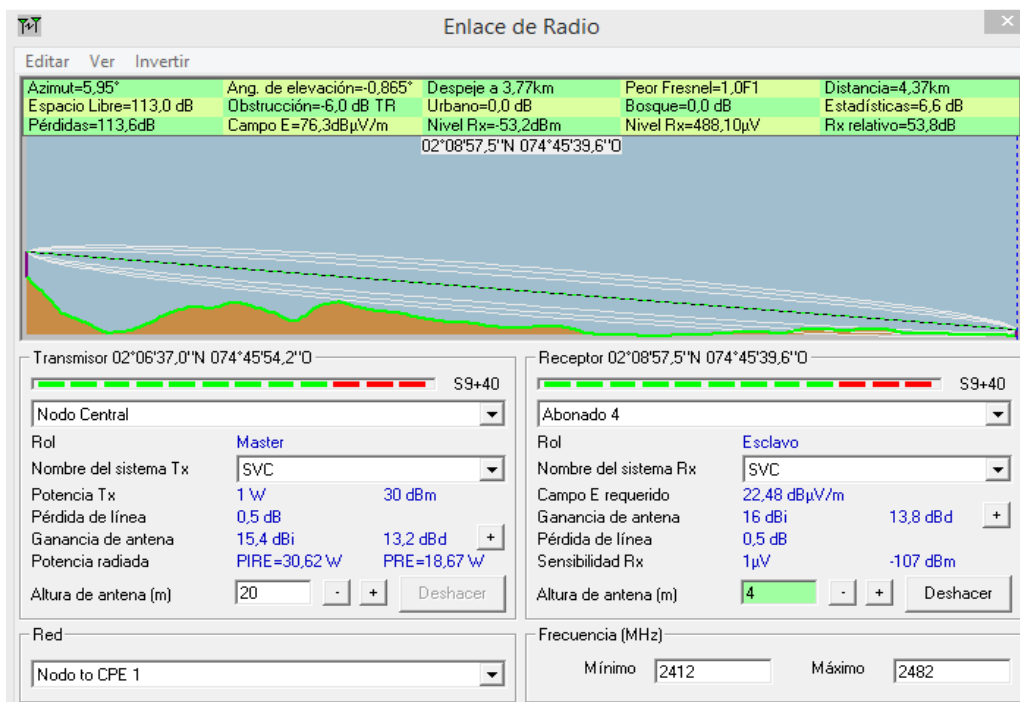 Enlace de Radio
Editar Ver Invertir
Azimut=5,95° Ang. de elevación=-0,865° Despeje a 3,77km Peor Fresnel=1,0F1 Distancia=4,37km
Espacio Libre=113,0 dB Obstrucción=-6,0 dB TR Urbano=0,0 dB Bosque=0,0 dB Estadísticas=6,6 dB
Pérdidas=113,6dB Campo E=76,3dBµV/m Nivel Rx=-53,2dBm Nivel Rx=488,10µV Rx relativo=53,8dB
02°08'57,5"N 074°45'39,6"O
Transmisor 02°06'37,0"N 074°45'54,2"O
S9+40
Nodo Central
Rol Master
Nombre del sistema Tx SVC
Potencia Tx 1 W 30 dBm
Pérdida de línea 0,5 dB
Ganancia de antena 15,4 dBi 13,2 dBd +
Potencia radiada PIRE=30,62 W PRE=18,67 W
Altura de antena (m) 20 - + Deshacer
Receptor 02°08'57,5"N 074°45'39,6"O
S9+40
Abonado 4
Rol Esclavo
Nombre del sistema Rx SVC
Campo E requerido 22,48 dBµV/m
Ganancia de antena 16 dBi 13,8 dBd +
Pérdida de línea 0,5 dB
Sensibilidad Rx 1µV -107 dBm
Altura de antena (m) 4 - + Deshacer
Red
Nodo to CPE 1
Frecuencia (MHz)
Mínimo 2412 Máximo 2482